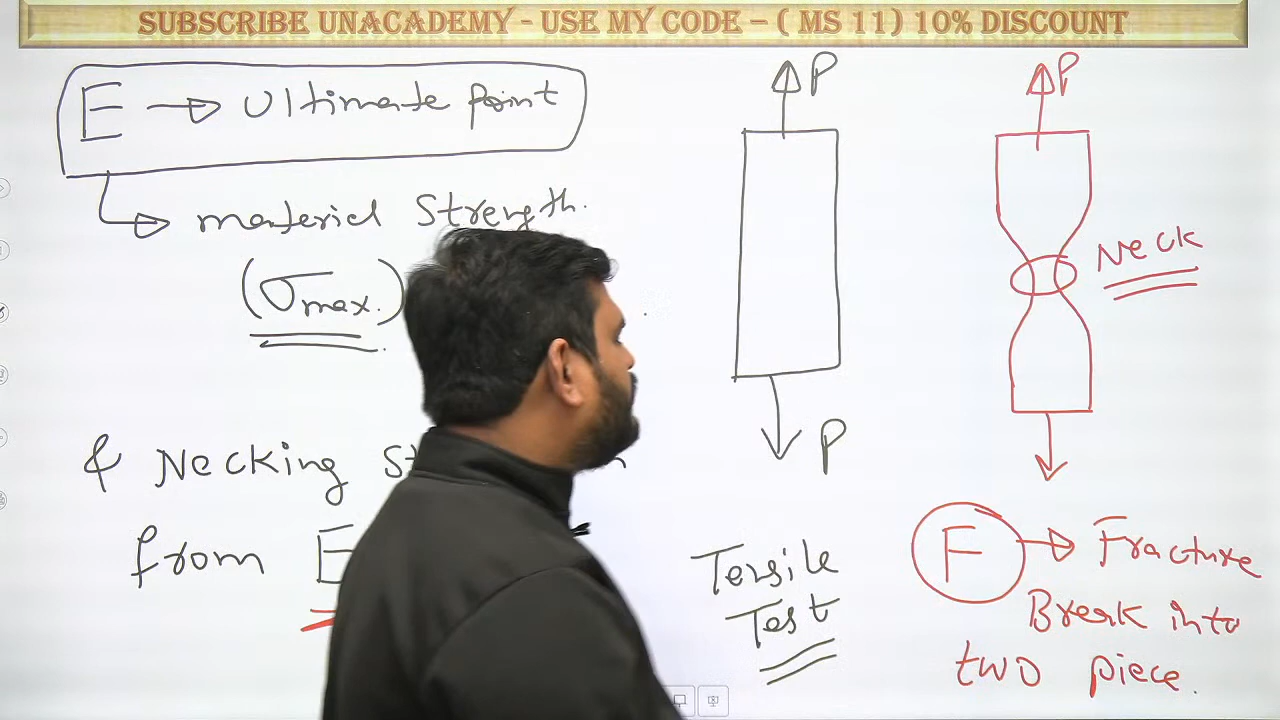 SUBSCRIBE UNACADEMY - USE MY CODE – ( MS 11) 10% DISCOUNT
E → Ultimate point
→ material Strength.
(σmax.)
& Necking
from E
P
P
Tensile
Test
P
Neck
F → Fracture
Break into
two piece.